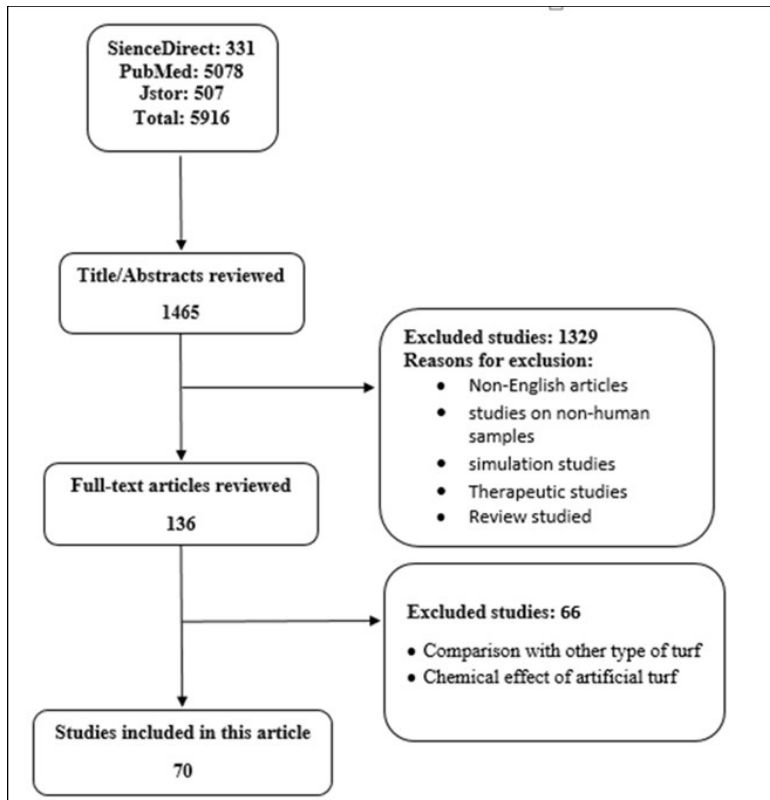 SienceDirect: 331
PubMed: 5078
Jstor: 507
Total: 5916
Title/Abstracts reviewed
1465
Excluded studies: 1329
Reasons for exclusion:
• Non-English articles
• studies on non-human
samples
• simulation studies
• Therapeutic studies
• Review studied
Full-text articles reviewed
136
Excluded studies: 66
• Comparison with other type of turf
• Chemical effect of artificial turf
Studies included in this article
70